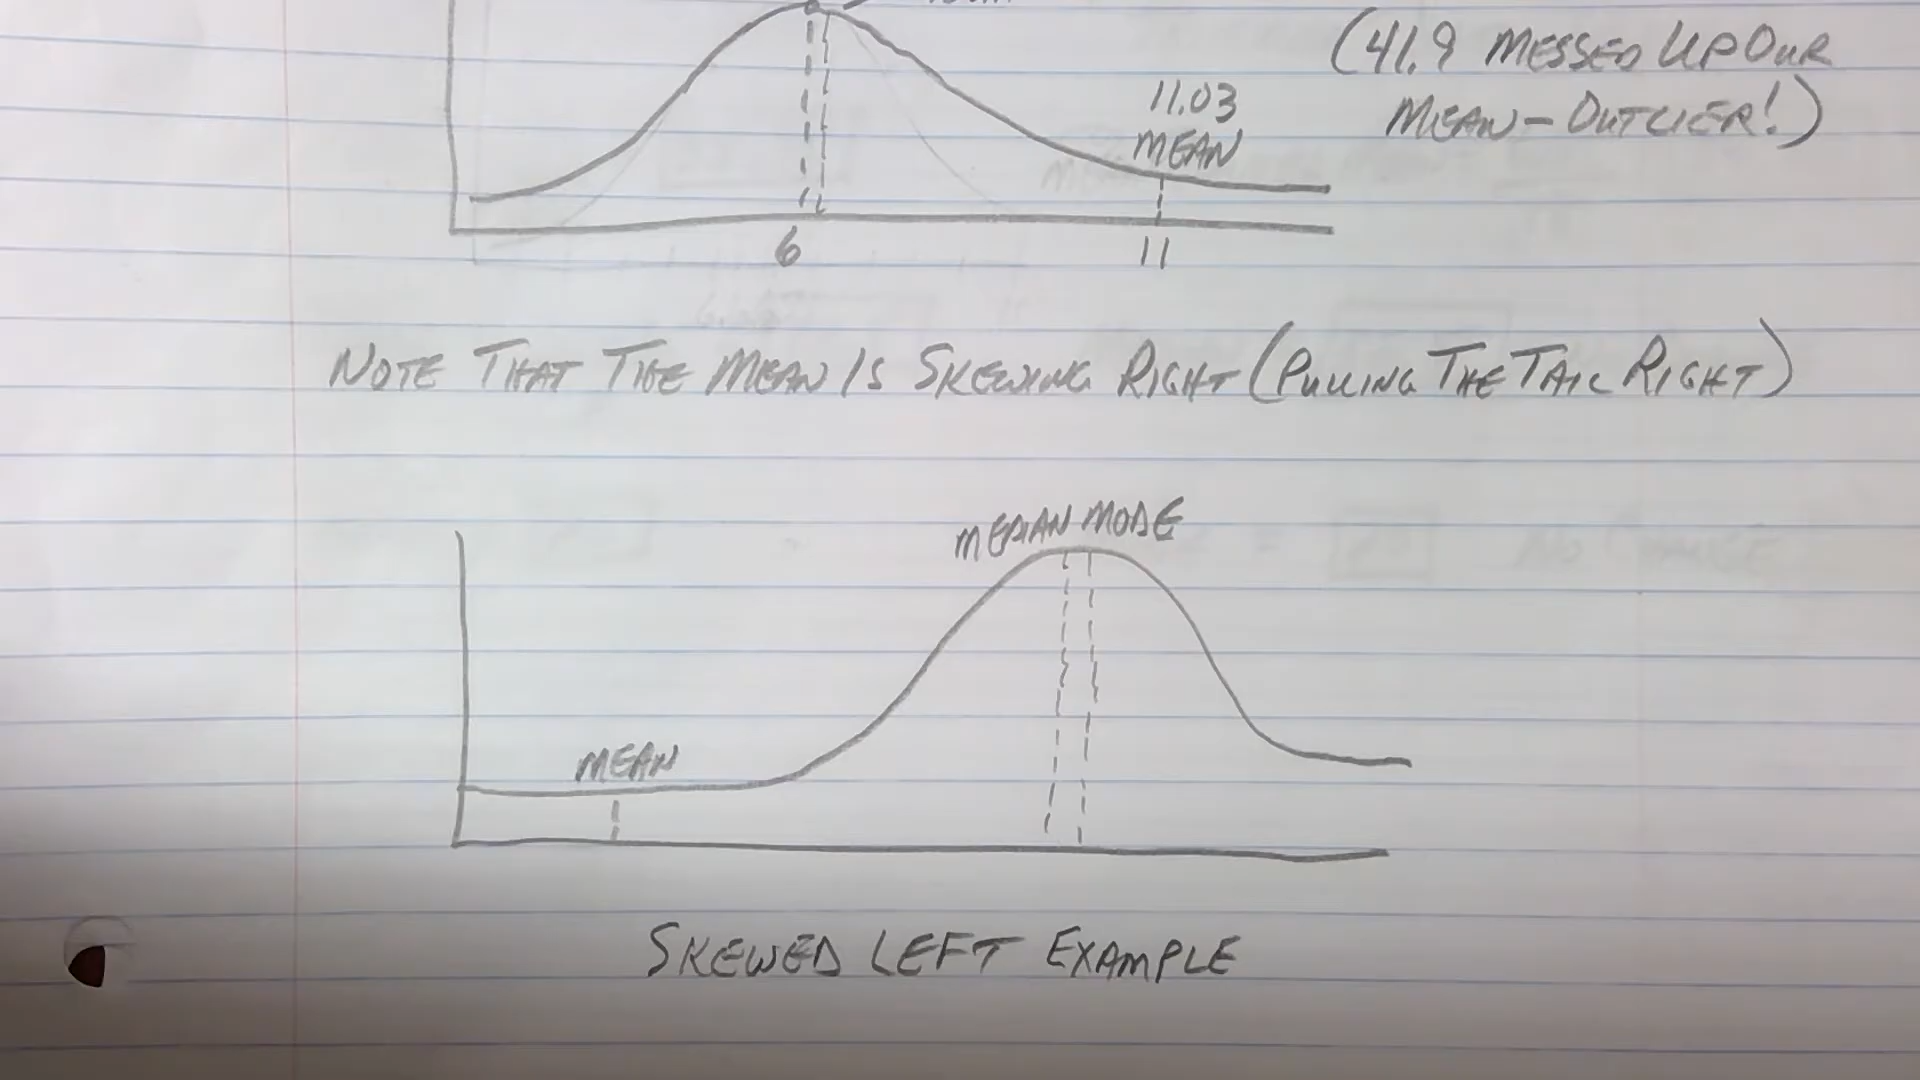 (41.9 MESSED UP OUR
MEAN - OUTLIER!)
11.03
MEAN
6
11
NOTE THAT THE MEAN IS SKEWING RIGHT (PULLING THE TAIL RIGHT)
MEDIAN MODE
MEAN
SKEWED LEFT EXAMPLE